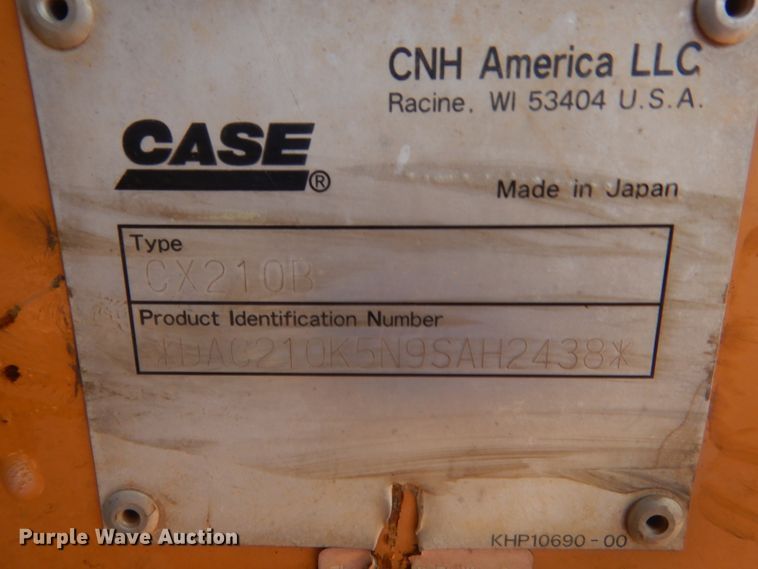 CNH America LLC
Racine, WI 53404 U.S.A.
CASE®
Made in Japan
Type
CX210B
Product Identification Number
*DAC210K5N9SAH2438*
KHP10690-00
Purple Wave Auction